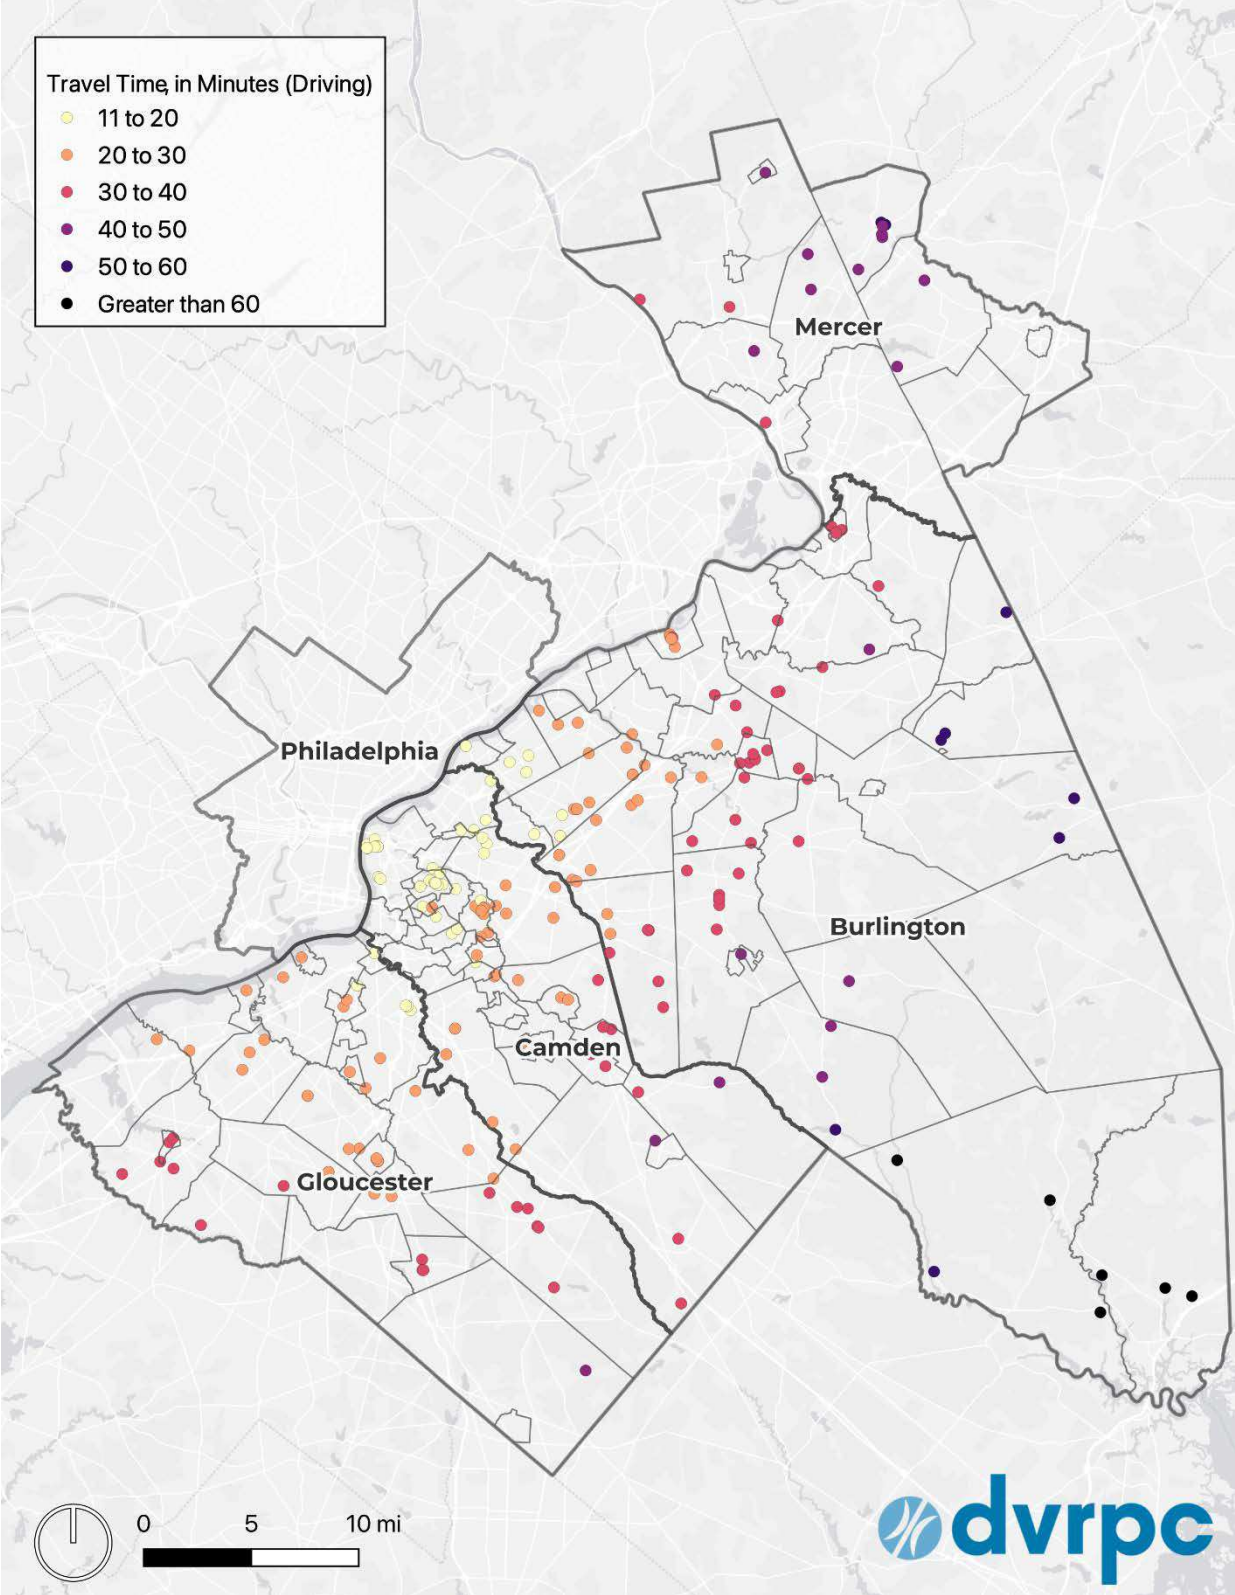 Travel Time, in Minutes (Driving)
11 to 20
20 to 30
30 to 40
40 to 50
50 to 60
Greater than 60
Mercer
Philadelphia
Burlington
Camden
Gloucester
0 5 10 mi
dvrpc